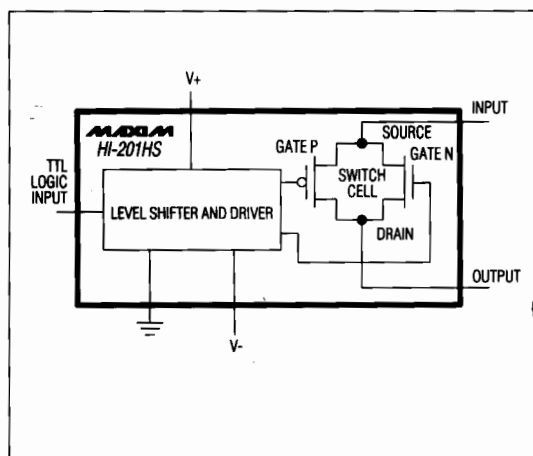 V+
INPUT
MAXIM
HI-201HS
SOURCE
GATE P
GATE N
TTL
LOGIC
INPUT
SWITCH
CELL
LEVEL SHIFTER AND DRIVER
DRAIN
OUTPUT
V-